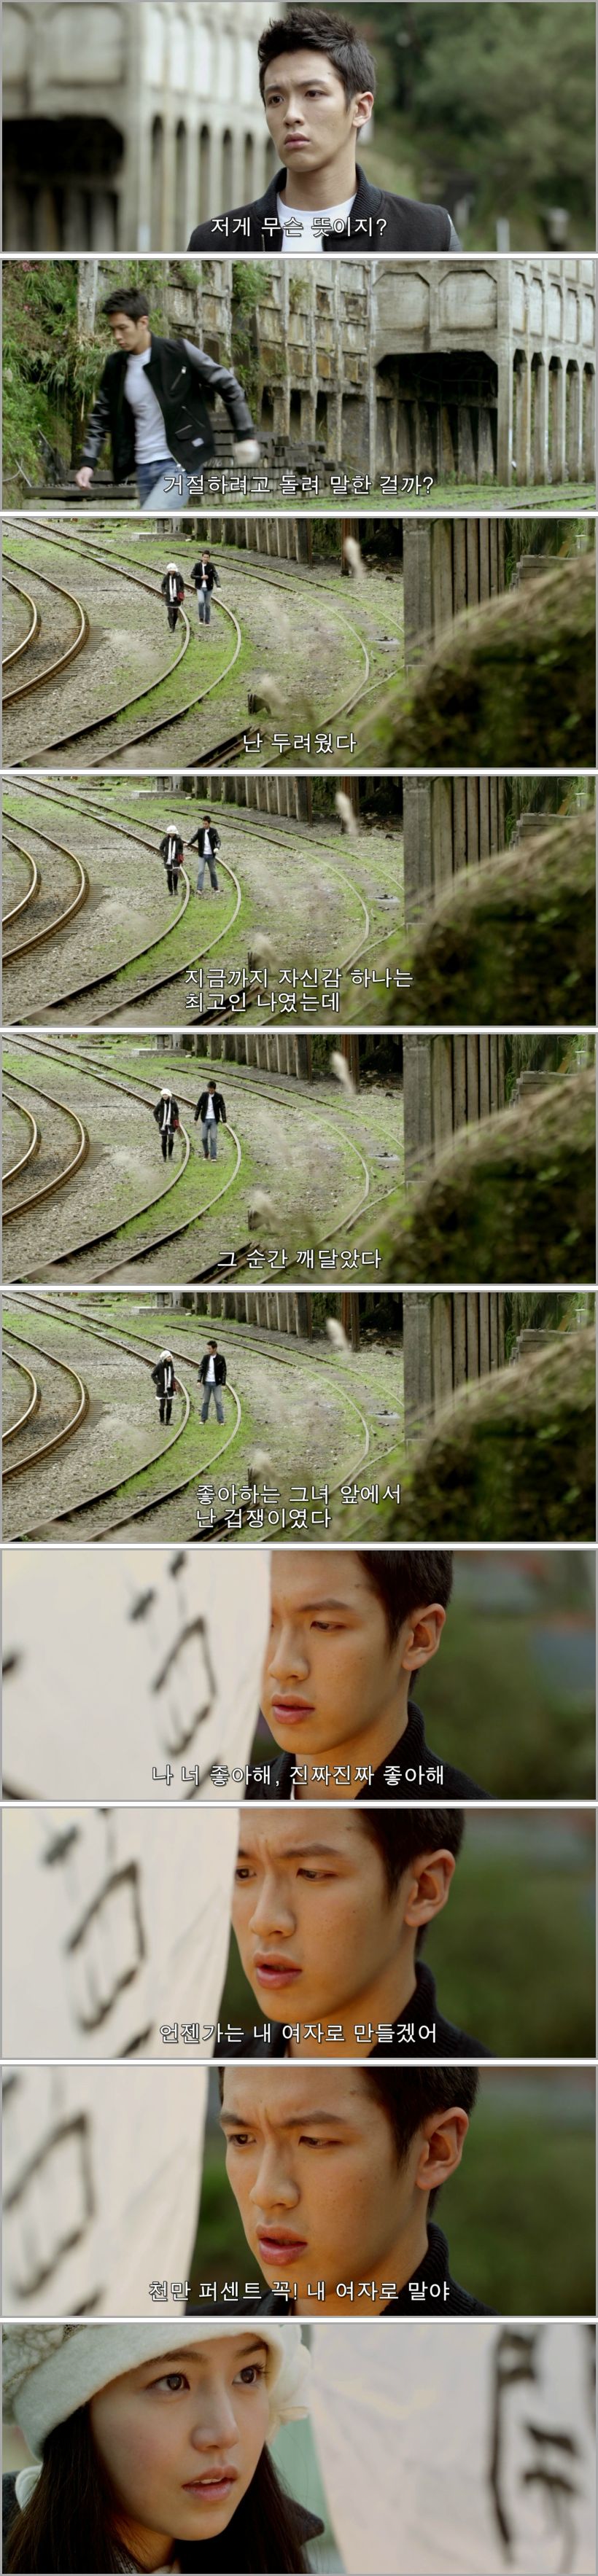 저게 무슨 뜻이지?
거절하려고 돌려 말한 걸까?
난 두려웠다
지금까지 자신감 하나는
최고인 나였는데
그 순간 깨달았다
좋아하는 그녀 앞에서
난 겁쟁이였다
나 너 좋아해, 진짜진짜 좋아해
언젠가는 내 여자로 만들겠어
천만 퍼센트 꼭! 내 여자로 말야